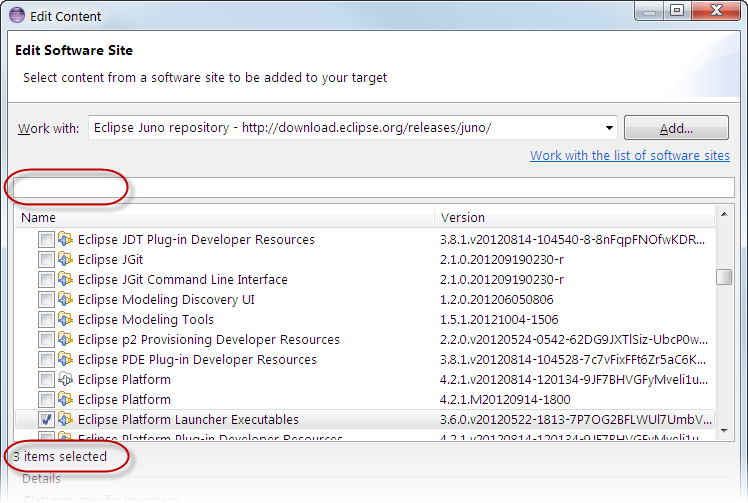 Edit Content
Edit Software Site
Select content from a software site to be added to your target
Work with: Eclipse Juno repository - http://download.eclipse.org/releases/juno/ Add...
Work with the list of software sites
Name Version
Eclipse JDT Plug-in Developer Resources 3.8.1.v20120814-104540-8-8nFqpFNOfwKDR...
Eclipse JGit 2.1.0.201209190230-r
Eclipse JGit Command Line Interface 2.1.0.201209190230-r
Eclipse Modeling Discovery UI 1.2.0.201206050806
Eclipse Modeling Tools 1.5.1.20121004-1506
Eclipse p2 Provisioning Developer Resources 2.2.0.v20120524-0542-62DG9JXTlSiz-UbcP0w...
Eclipse PDE Plug-in Developer Resources 3.8.1.v20120814-104528-7c7vFixFFt6Zr5aC6K...
Eclipse Platform 4.2.1.v20120814-120134-9JF7BHVGFyMveli1u...
Eclipse Platform 4.2.1.M20120914-1800
Eclipse Platform Launcher Executables 3.6.0.v20120522-1813-7P7OG2BFLWUl7UmbV...
Eclipse Platform Plug-in Developer Resources 4.2.1.v20120814-120134-9JF7BHVGFyMveli1u...
3 items selected
Details
Platform specific launchers